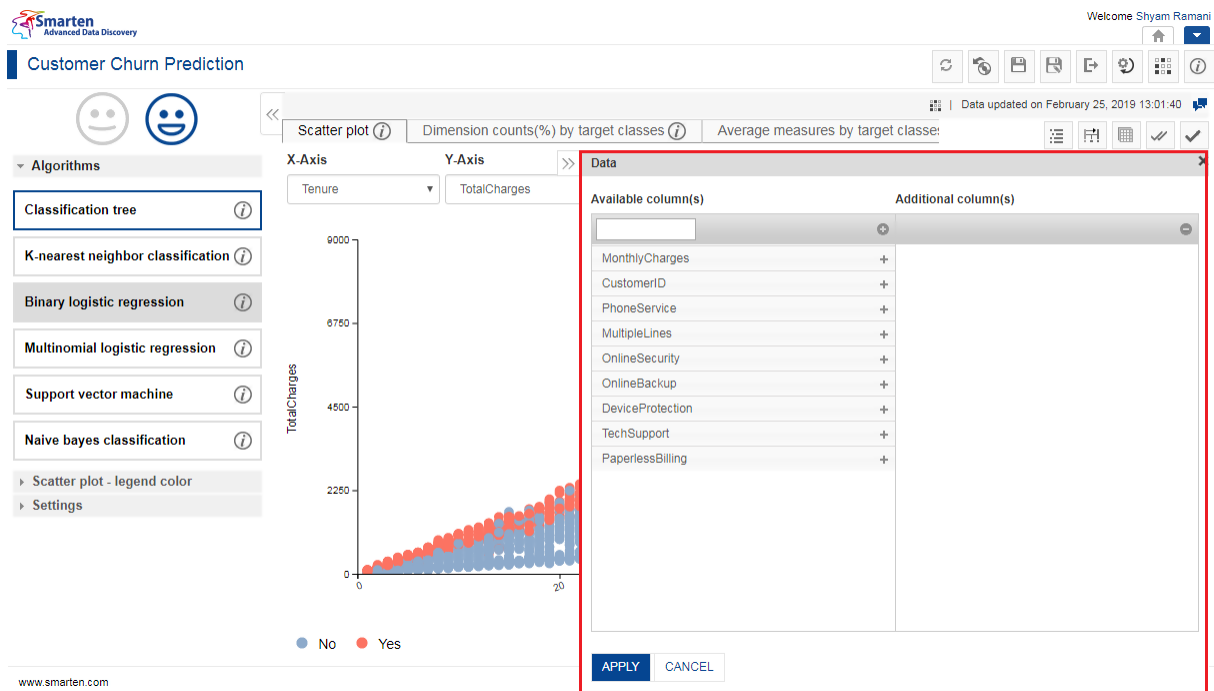 Smarten
Advanced Data Discovery
Welcome Shyam Ramani
Customer Churn Prediction
Data updated on February 25, 2019 13:01:40
Scatter plot
Dimension counts(%) by target classes
Average measures by target classes
Algorithms
Classification tree
K-nearest neighbor classification
Binary logistic regression
Multinomial logistic regression
Support vector machine
Naive bayes classification
Scatter plot - legend color
Settings
X-Axis
Y-Axis
Tenure
TotalCharges
9000
6750
4500
2250
0
TotalCharges
0
20
No
Yes
Data
Available column(s)
Additional column(s)
MonthlyCharges
CustomerID
PhoneService
MultipleLines
OnlineSecurity
OnlineBackup
DeviceProtection
TechSupport
PaperlessBilling
APPLY
CANCEL
www.smarten.com